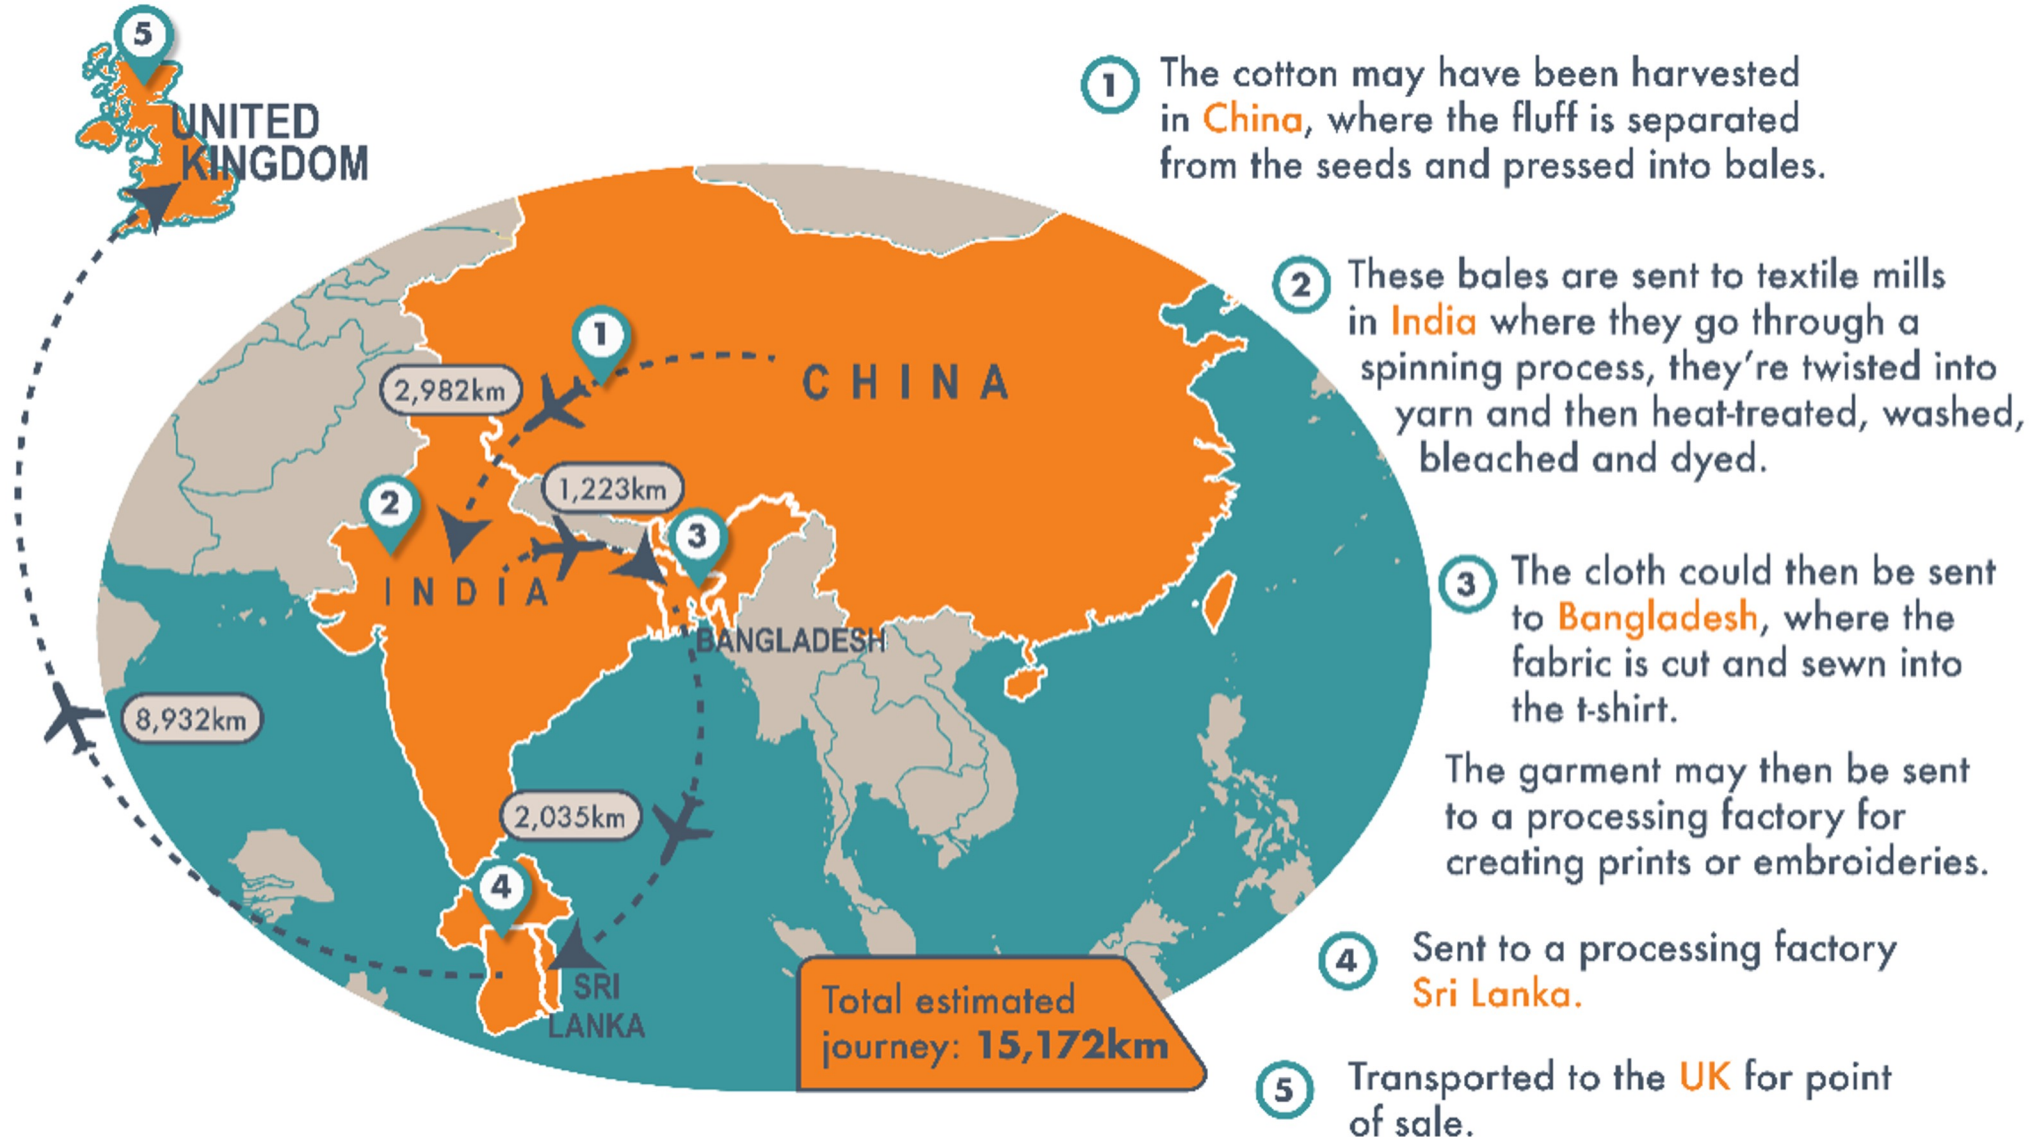 5
UNITED
KINGDOM
1
CHINA
2,982km
2
INDIA
1,223km
3
BANGLADESH
8,932km
2,035km
4
SRI
LANKA
Total estimated
journey: 15,172km
1
The cotton may have been harvested
in China, where the fluff is separated
from the seeds and pressed into bales.
2
These bales are sent to textile mills
in India where they go through a
spinning process, they're twisted into
yarn and then heat-treated, washed,
bleached and dyed.
3
The cloth could then be sent
to Bangladesh, where the
fabric is cut and sewn into
the t-shirt.
The garment may then be sent
to a processing factory for
creating prints or embroideries.
4
Sent to a processing factory
Sri Lanka.
5
Transported to the UK for point
of sale.